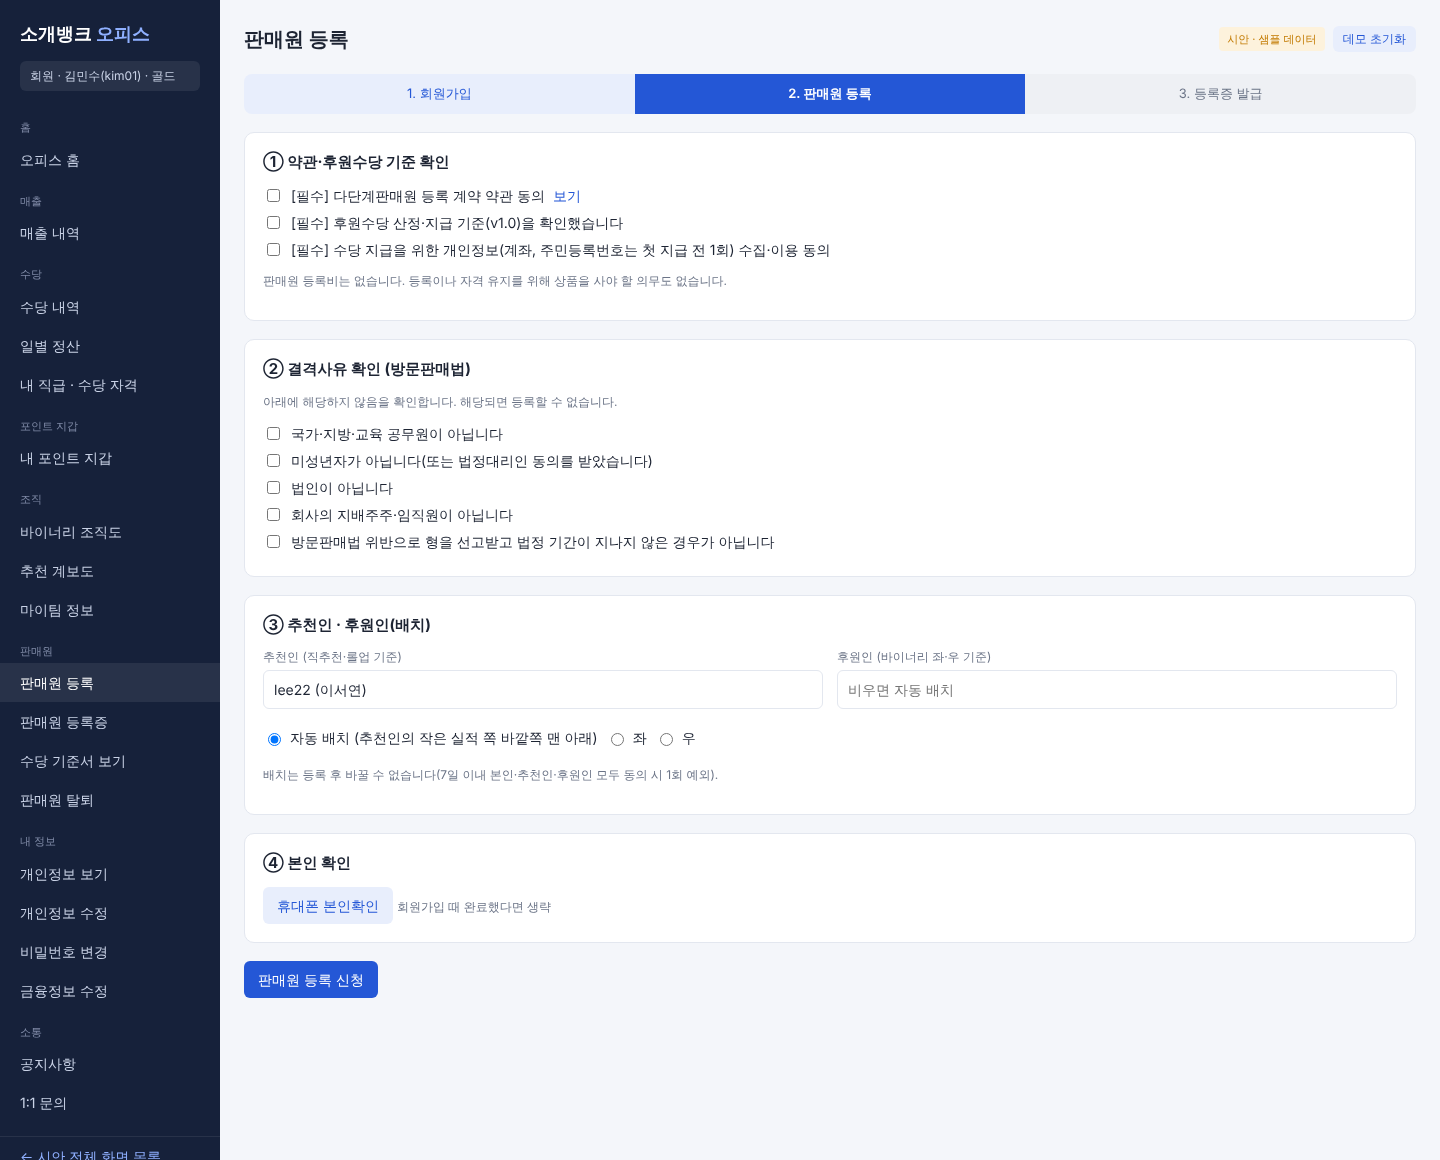 소개뱅크 오피스
회원 · 김민수(kim01) · 골드
홈
오피스 홈
매출
매출 내역
수당
수당 내역
일별 정산
내 직급 · 수당 자격
포인트 지갑
내 포인트 지갑
조직
바이너리 조직도
추천 계보도
마이팀 정보
판매원
판매원 등록
판매원 등록증
수당 기준서 보기
판매원 탈퇴
내 정보
개인정보 보기
개인정보 수정
비밀번호 변경
금융정보 수정
소통
공지사항
1:1 문의
← 시안 전체 화면 목록
판매원 등록
시안 · 샘플 데이터
데모 초기화
1. 회원가입
2. 판매원 등록
3. 등록증 발급
① 약관·후원수당 기준 확인
[필수] 다단계판매원 등록 계약 약관 동의 보기
[필수] 후원수당 산정·지급 기준(v1.0)을 확인했습니다
[필수] 수당 지급을 위한 개인정보(계좌, 주민등록번호는 첫 지급 전 1회) 수집·이용 동의
판매원 등록비는 없습니다. 등록이나 자격 유지를 위해 상품을 사야 할 의무도 없습니다.
② 결격사유 확인 (방문판매법)
아래에 해당하지 않음을 확인합니다. 해당되면 등록할 수 없습니다.
국가·지방·교육 공무원이 아닙니다
미성년자가 아닙니다(또는 법정대리인 동의를 받았습니다)
법인이 아닙니다
회사의 지배주주·임직원이 아닙니다
방문판매법 위반으로 형을 선고받고 법정 기간이 지나지 않은 경우가 아닙니다
③ 추천인 · 후원인(배치)
추천인 (직추천·롤업 기준)
후원인 (바이너리 좌·우 기준)
lee22 (이서연)
비우면 자동 배치
자동 배치 (추천인의 작은 실적 쪽 바깥쪽 맨 아래) 좌 우
배치는 등록 후 바꿀 수 없습니다(7일 이내 본인·추천인·후원인 모두 동의 시 1회 예외).
④ 본인 확인
휴대폰 본인확인 회원가입 때 완료했다면 생략
판매원 등록 신청